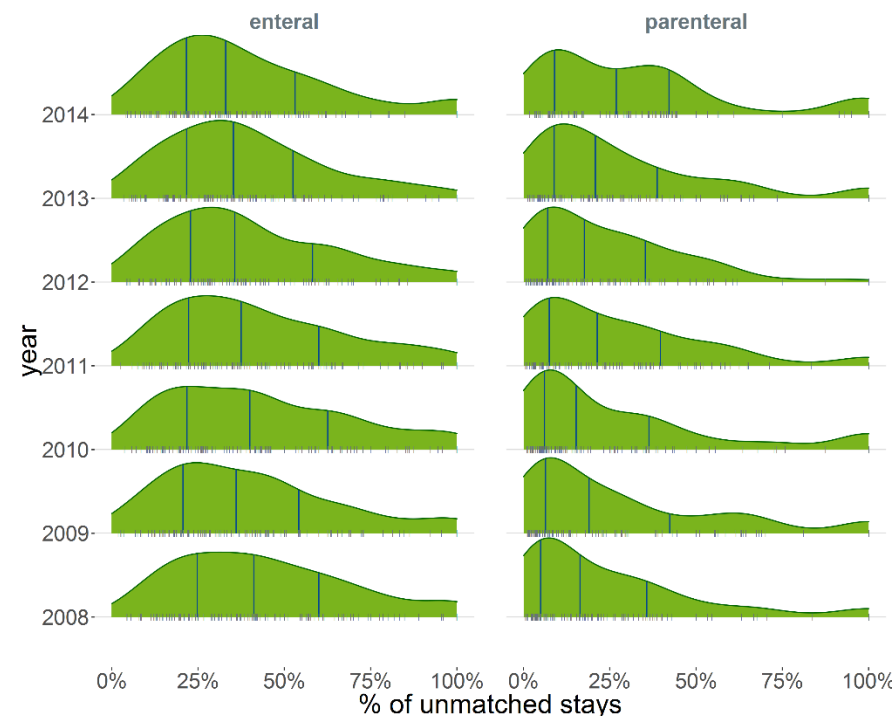 enteral
parenteral
2014
2013
2012
2011
2010
2009
2008
year
0% 25% 50% 75% 100%
0% 25% 50% 75% 100%
% of unmatched stays